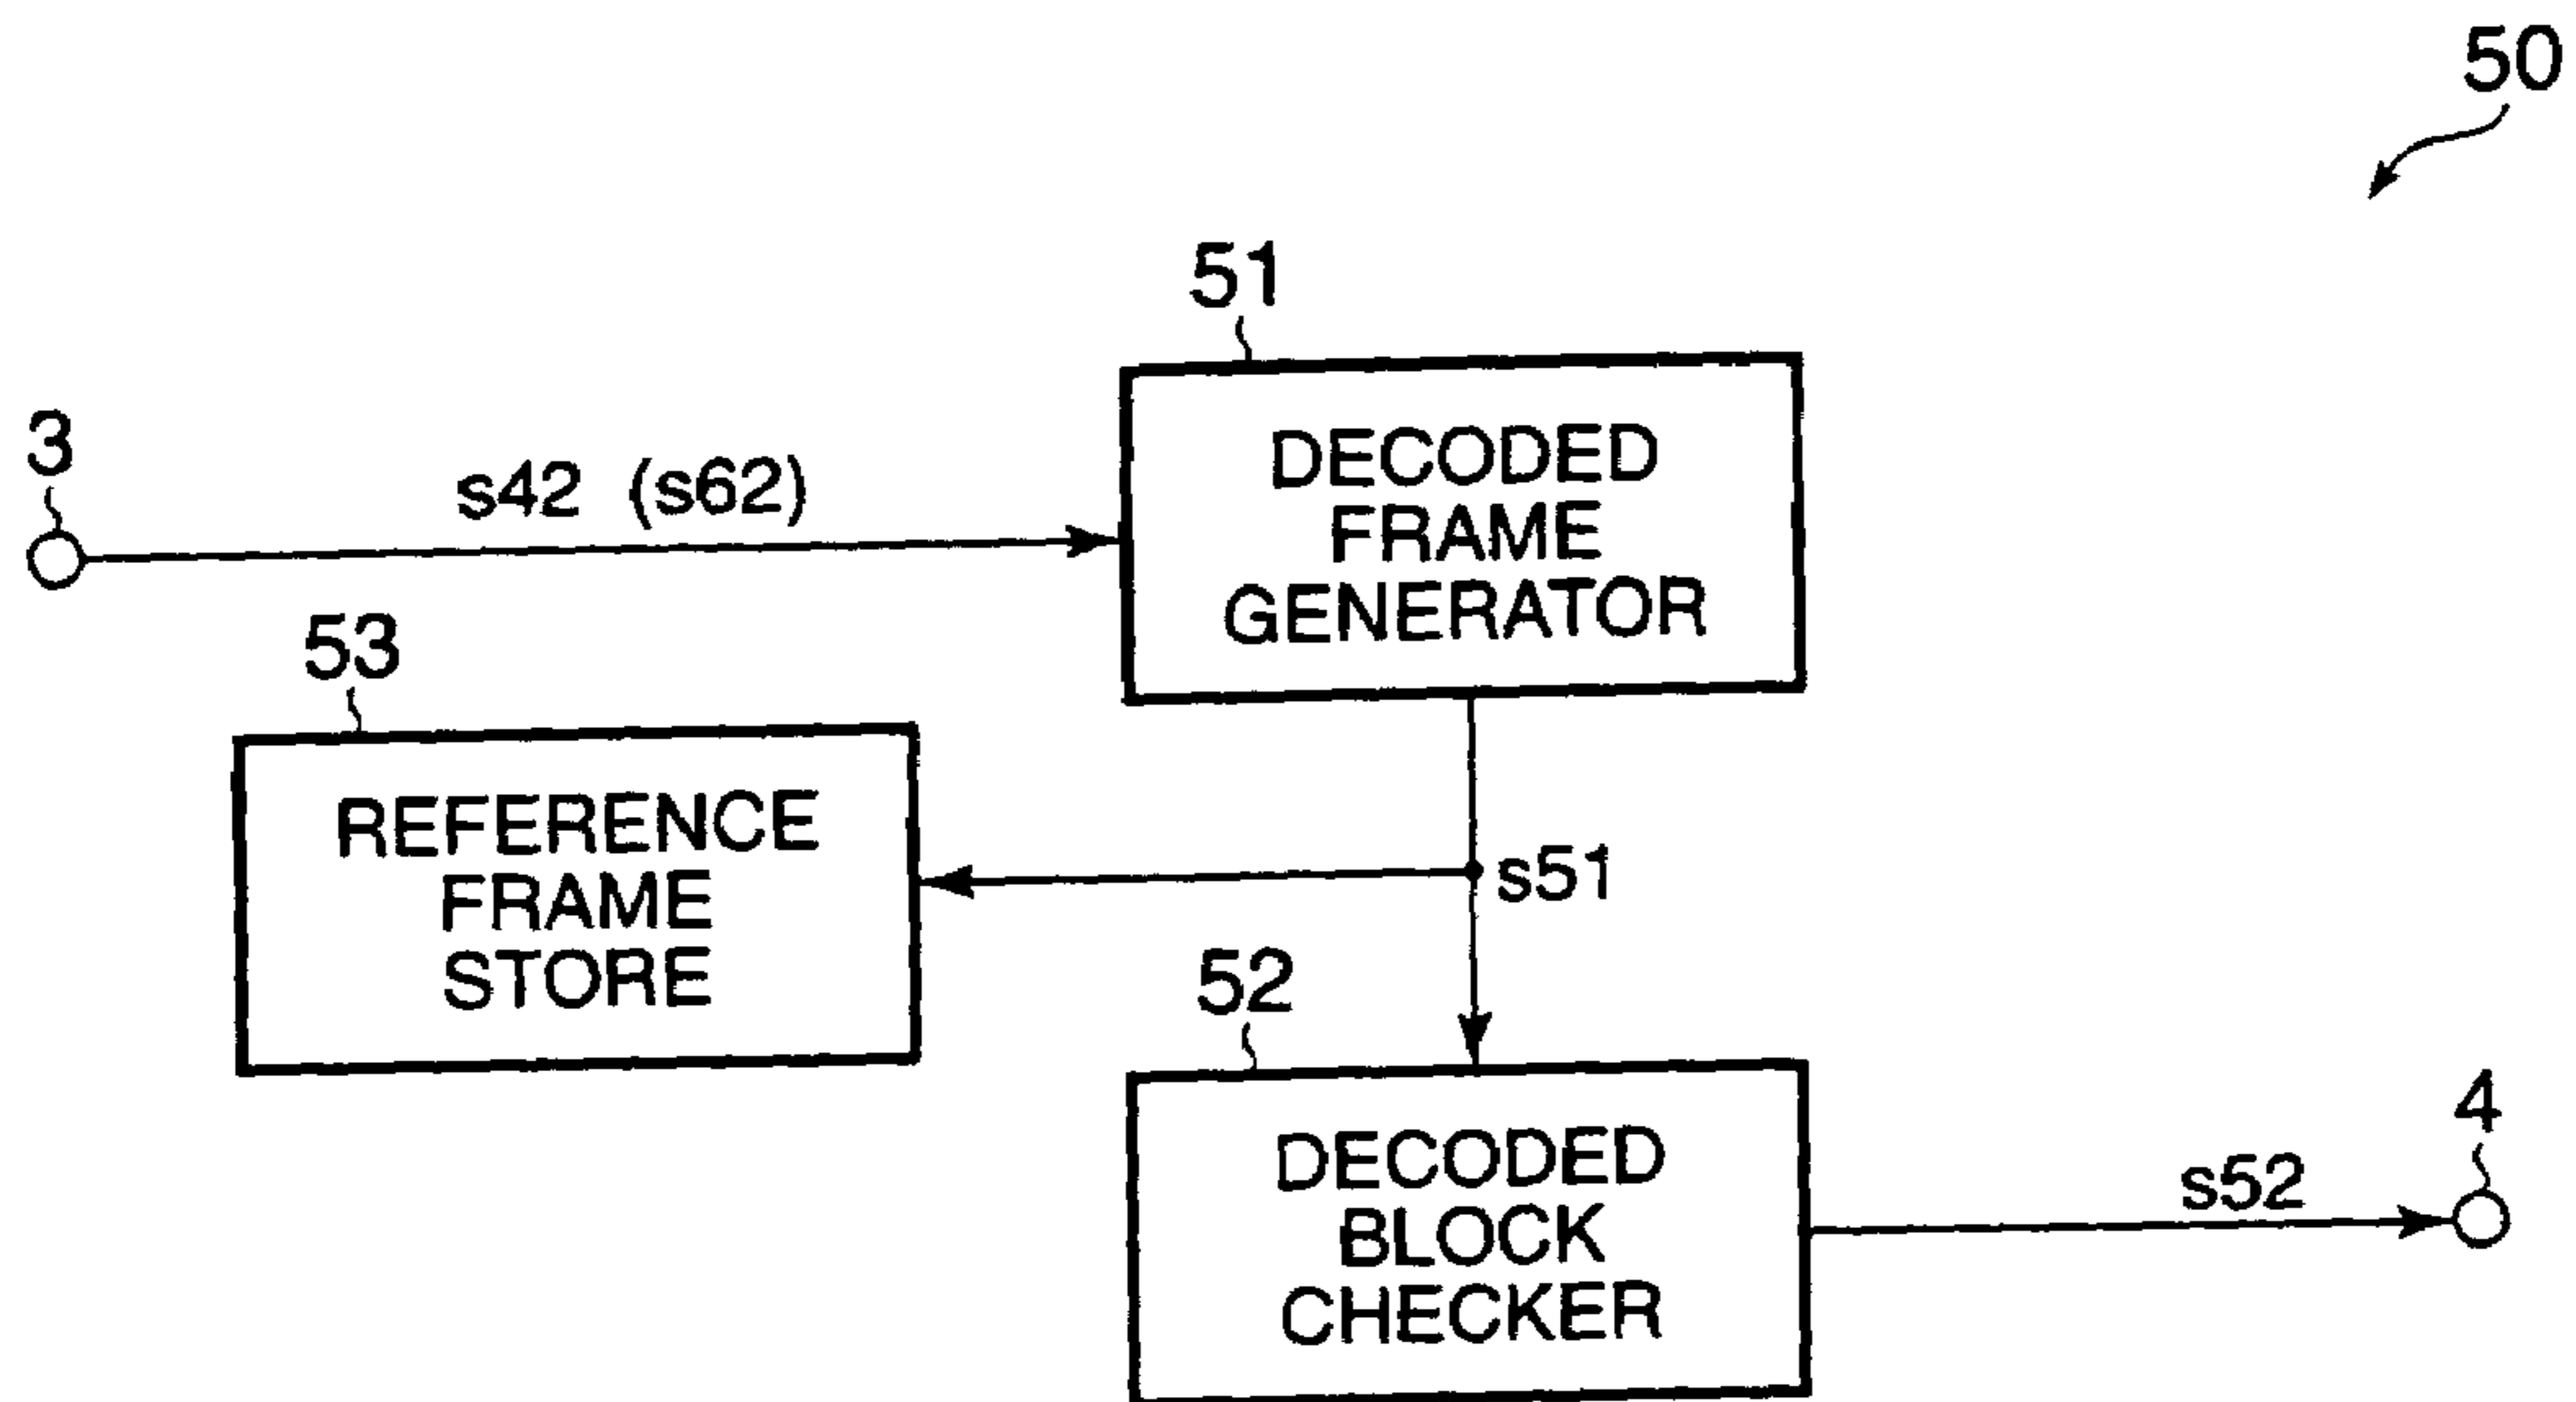 50
51
3
s42 (s62)
DECODED
FRAME
GENERATOR
53
REFERENCE
FRAME
STORE
s51
52
DECODED
BLOCK
CHECKER
s52
4